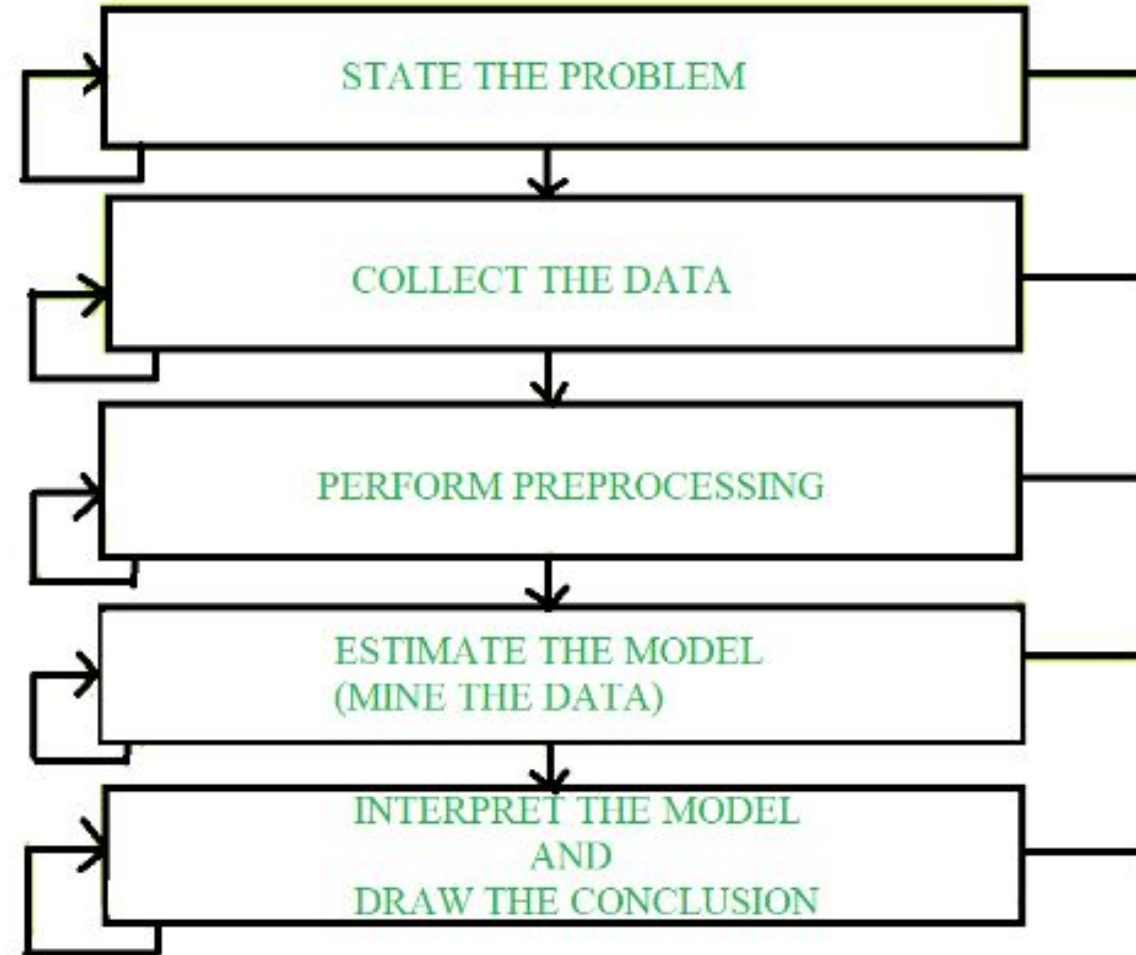 STATE THE PROBLEM
COLLECT THE DATA
PERFORM PREPROCESSING
ESTIMATE THE MODEL
(MINE THE DATA)
INTERPRET THE MODEL
AND
DRAW THE CONCLUSION